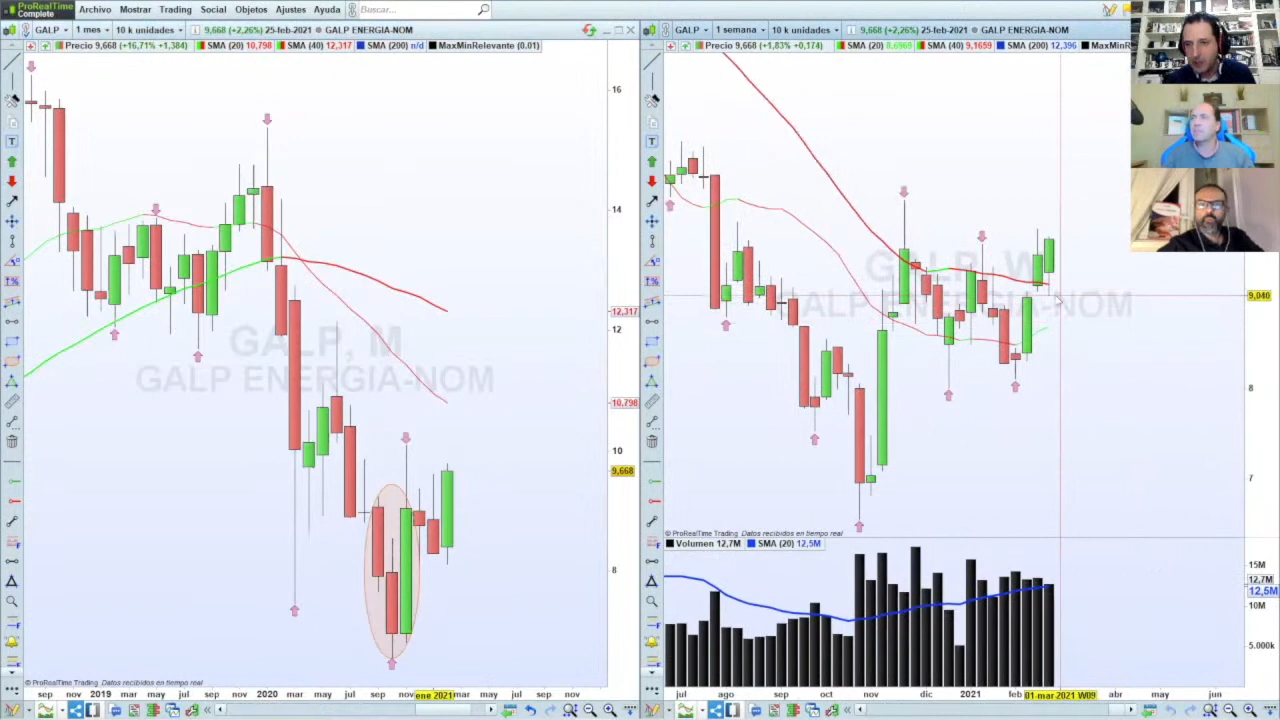 ProRealTime
Complete
Archivo Mostrar Trading Social Objetos Ajustes Ayuda
Buscar...
GALP 1 mes 10 k unidades 9,668 (+2,26%) 25-feb-2021 GALP ENERGIA-NOM
Precio 9,668 (+16,71% +1,384) SMA (20) 10,798 SMA (40) 12,317 SMA (200) n/d MaxMinRelevante (0.01)
16
14
12,317
12
10,798
10
9,668
8
GALP, M
GALP ENERGIA-NOM
© ProRealTime Trading Datos recibidos en tiempo real
sep nov 2019 mar may jul sep nov 2020 mar may jul sep nov ene 2021 mar may jul sep nov
GALP 1 semana 10 k unidades 9,668 (+2,26%) 25-feb-2021 GALP ENERGIA-NOM
Precio 9,668 (+1,83% +0,174) SMA (20) 8,6969 SMA (40) 9,1659 SMA (200) 12,396 MaxMinR
GALP, W
GALP ENERGIA-NOM
9,040
8
7
© ProRealTime Trading Datos recibidos en tiempo real
Volumen 12,7M SMA (20) 12,5M
15M
12,7M
12,5M
10M
5.000k
jul ago sep oct nov dic 2021 feb 01-mar 2021 W09 abr may jun